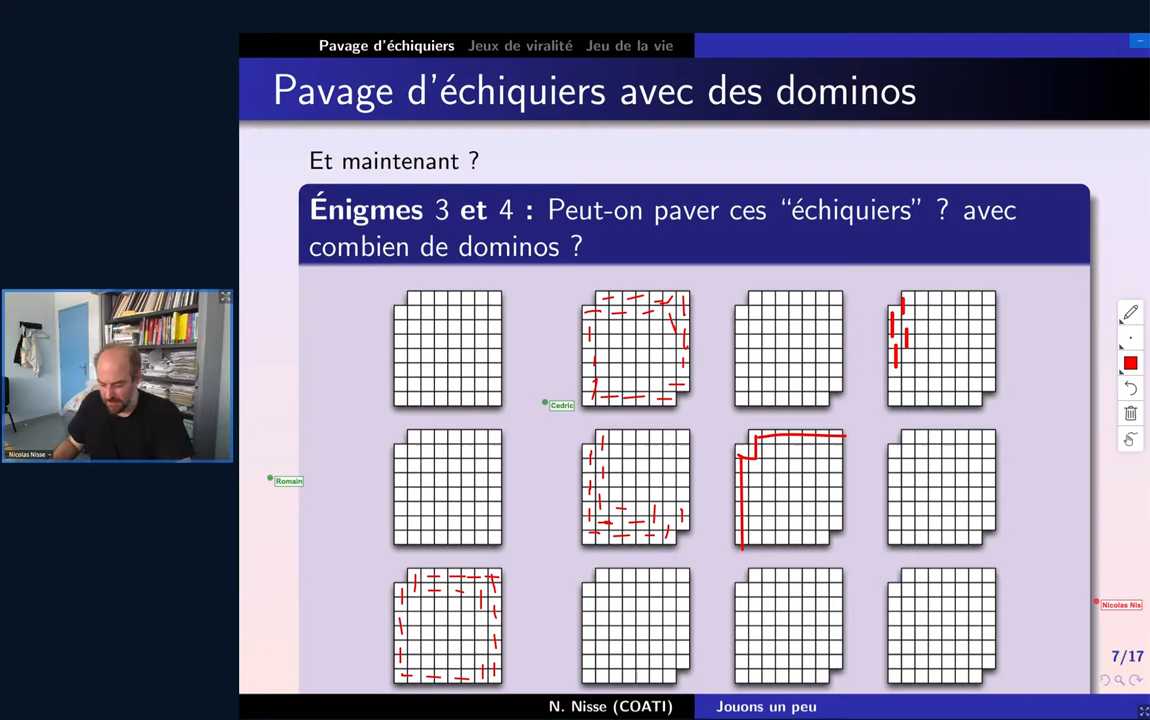 Pavage d'échiquiers Jeux de viralité Jeu de la vie
Pavage d'échiquiers avec des dominos
Et maintenant ?
Énigmes 3 et 4 : Peut-on paver ces “échiquiers” ? avec
combien de dominos ?
Cedric
Nicolas Nisse
Romain
Nicolas Nis
7/17
N. Nisse (COATI) Jouons un peu